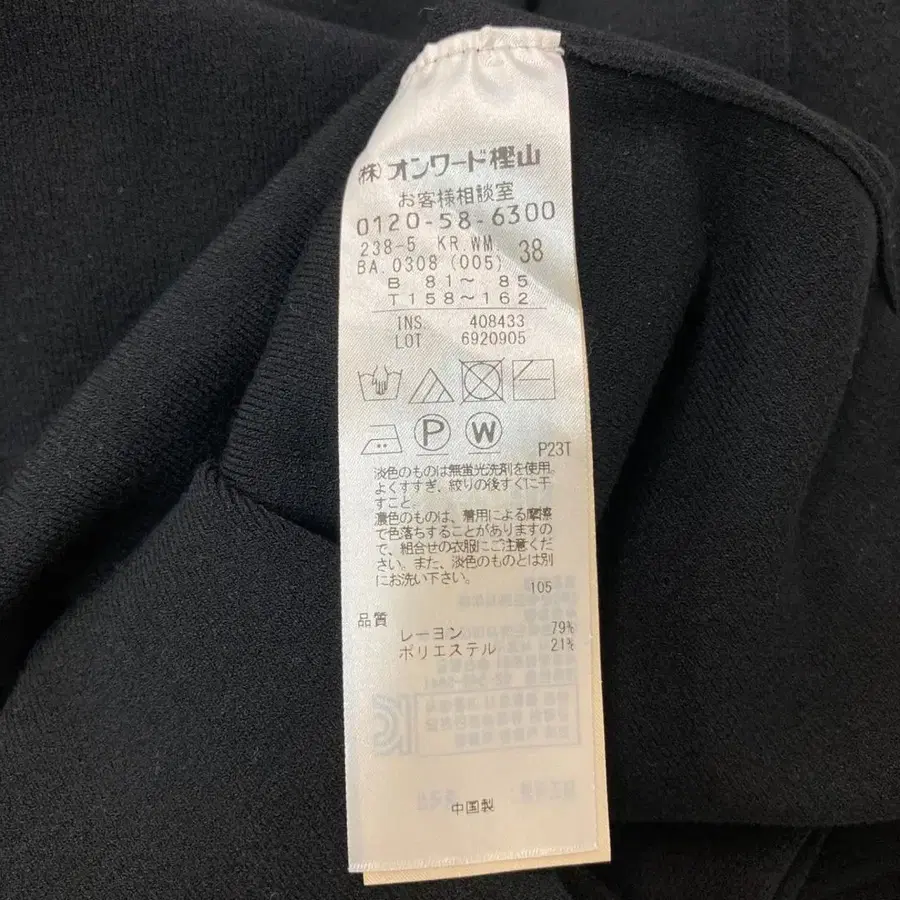 (株)オンワード樫山
お客様相談室
0120-58-6300
238-5 KR.WM. 38
BA.0308 (005)
B 81～ 85
T158～162
INS. 408433
LOT 6920905
P W
P23T
淡色のものは無蛍光洗剤を使用。
よくすすぎ、絞りの後すぐに干
すこと。
濃色のものは、着用による摩擦
で色落ちすることがありますの
で、組合せの衣服にご注意くだ
さい。また、淡色のものとは別
にお洗い下さい。
105
品質
レーヨン 79%
ポリエステル 21%
中国製